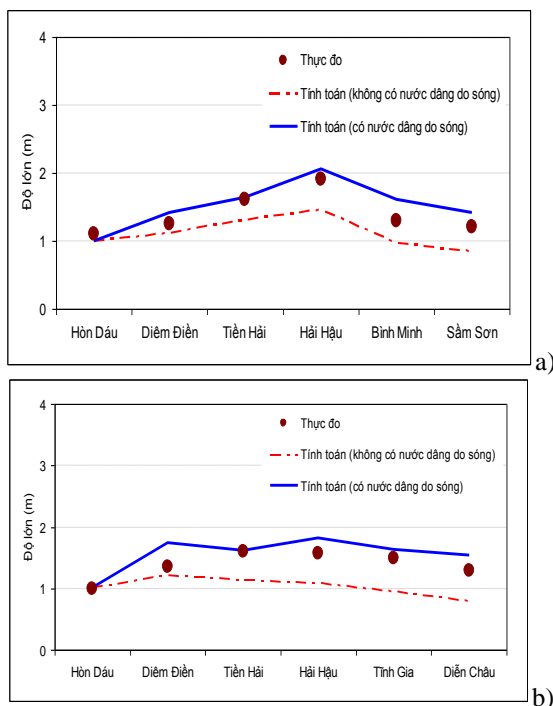 4
3
2
1
0
Độ lớn (m)
Thực đo
Tính toán (không có nước dâng do sóng)
Tính toán (có nước dâng do sóng)
Hòn Dáu Diêm Điền Tiền Hải Hải Hậu Bình Minh Sầm Sơn
a)
4
3
2
1
0
Độ lớn (m)
Thực đo
Tính toán (không có nước dâng do sóng)
Tính toán (có nước dâng do sóng)
Hòn Dáu Diêm Điền Tiền Hải Hải Hậu Tĩnh Gia Diễn Châu
b)